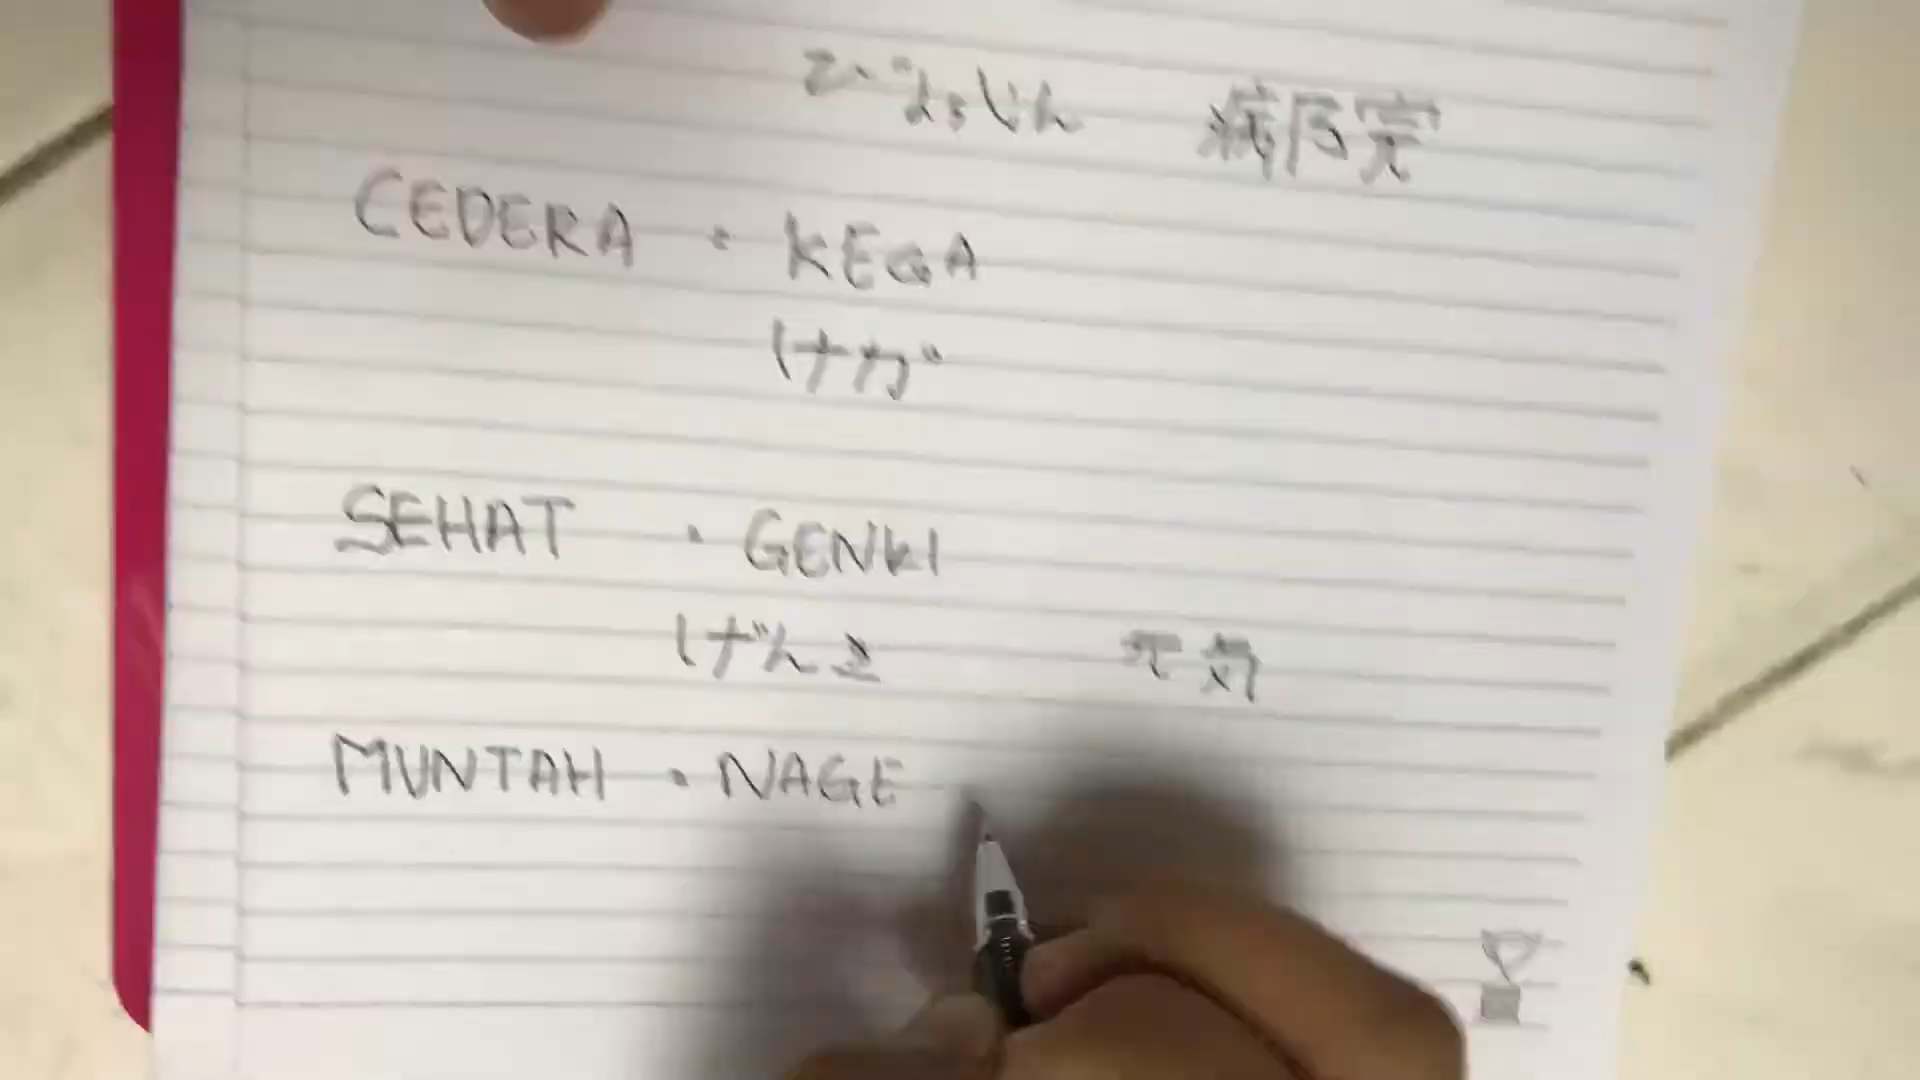 びょういん 病院
CEDERA : KEGA
けが
SEHAT : GENKI
げんき 元気
MUNTAH : NAGE